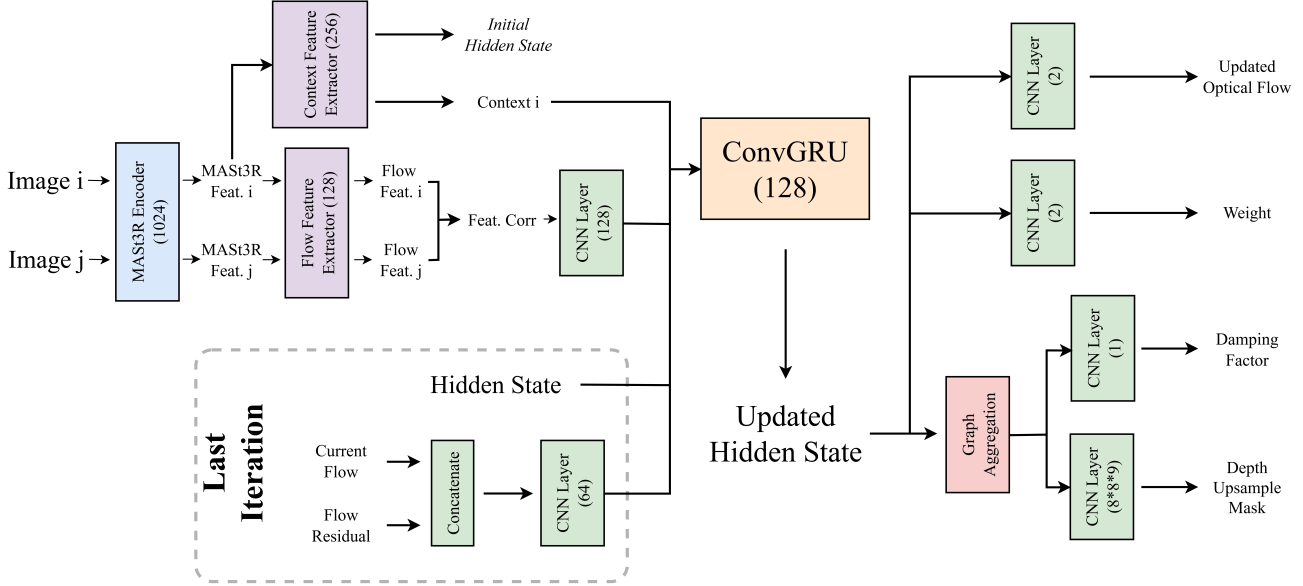 Image i
Image j
MASt3R Encoder
(1024)
MASt3R
Feat. i
MASt3R
Feat. j
Context Feature
Extractor (256)
Initial
Hidden State
Context i
Flow Feature
Extractor (128)
Flow
Feat. i
Flow
Feat. j
Feat. Corr
CNN Layer
(128)
Last
Iteration
Hidden State
Current
Flow
Flow
Residual
Concatenate
CNN Layer
(64)
ConvGRU
(128)
Updated
Hidden State
CNN Layer
(2)
Updated
Optical Flow
CNN Layer
(2)
Weight
Graph
Aggregation
CNN Layer
(1)
Damping
Factor
CNN Layer
(8*8*9)
Depth
Upsample
Mask